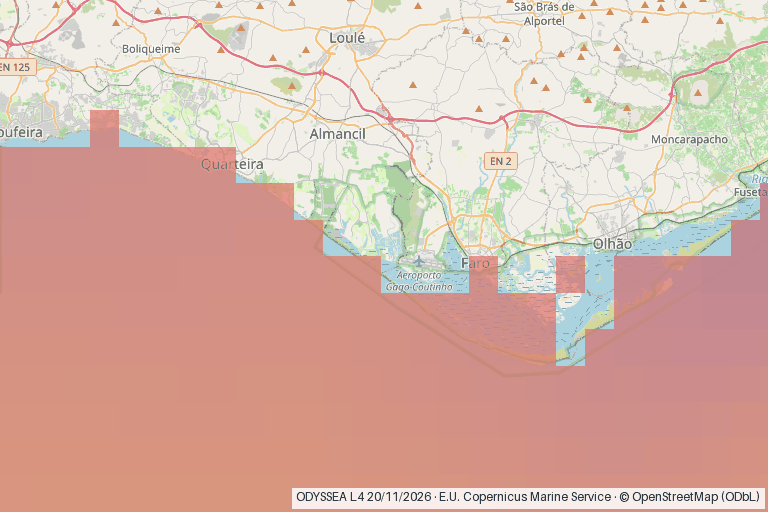 São Brás de
Alportel
Loulé
Boliqueime
EN 125
Almancil
EN 2
Moncarapacho
Quarteira
Fuseta
Olhão
Faro
Aeroporto
Gago Coutinho
ODYSSEA L4 20/11/2026 · E.U. Copernicus Marine Service · © OpenStreetMap (ODbL)